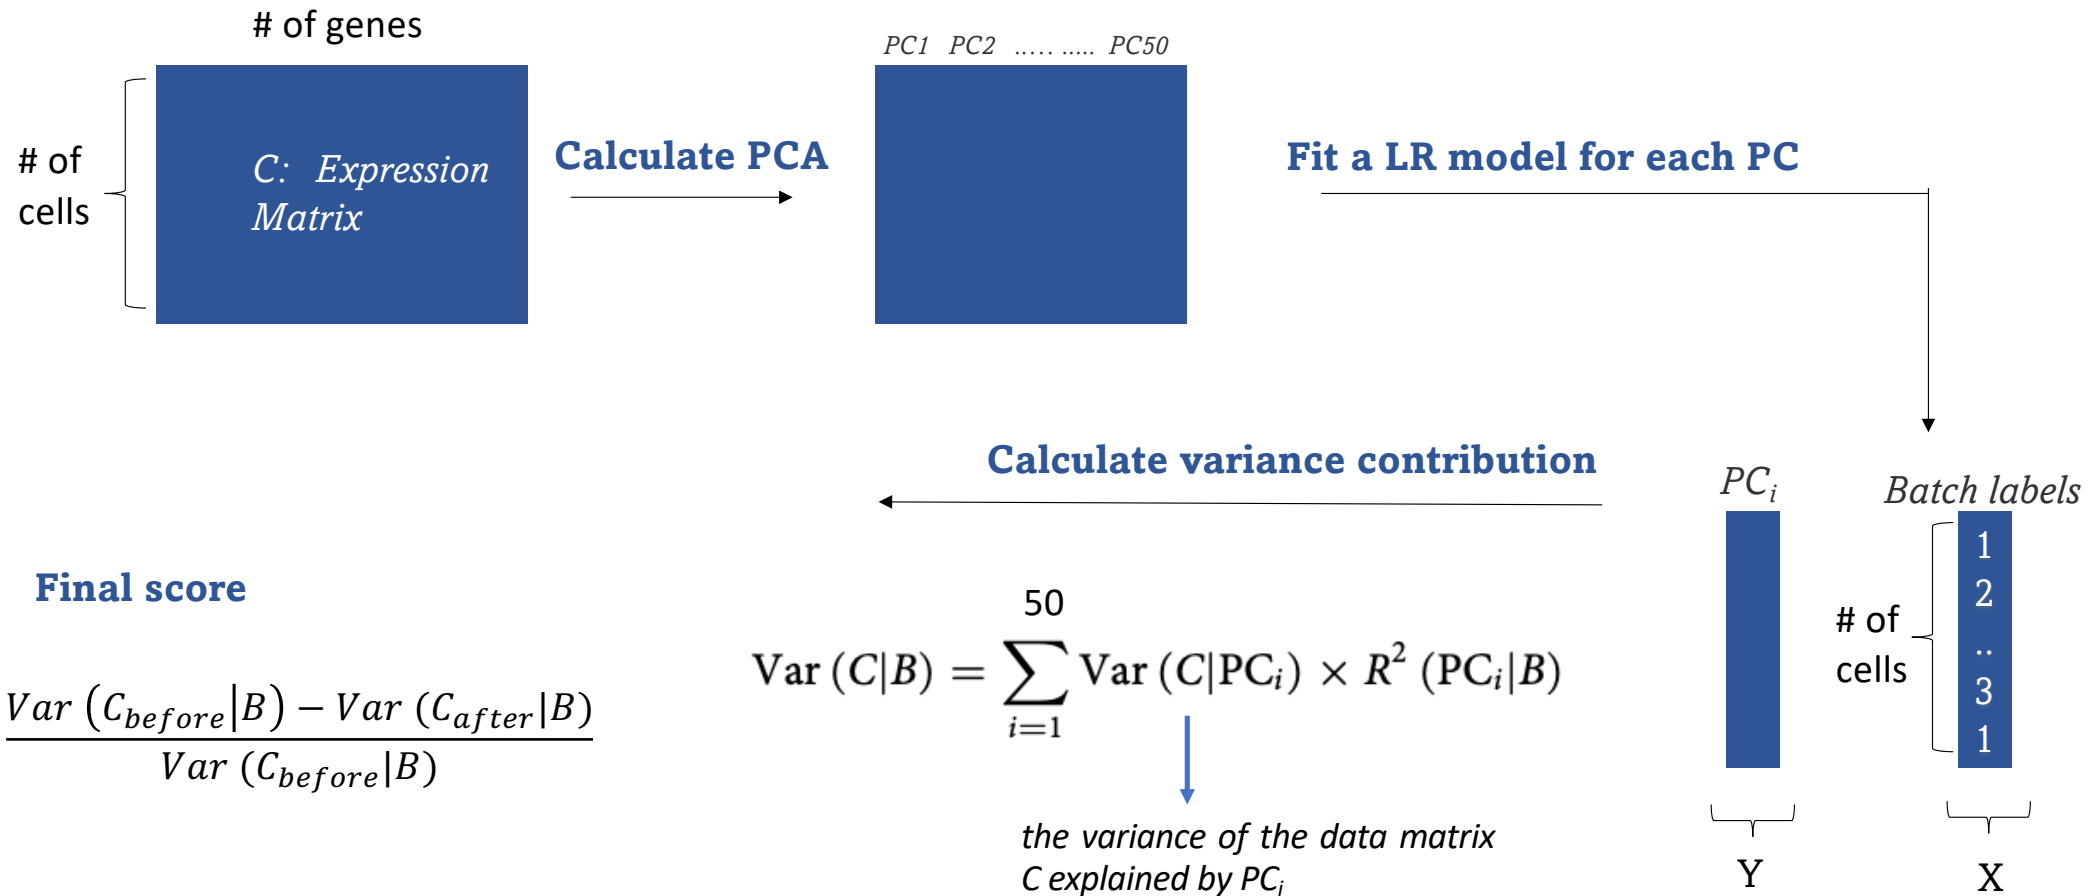 # of genes
# of
cells
C: Expression
Matrix
Calculate PCA
PC1 PC2 ..... ..... PC50
Fit a LR model for each PC
Calculate variance contribution
PC_i
Batch labels
# of
cells
1
2
..
3
1
Y
X
50
Var (C|B) = ∑ Var (C|PC_i) × R² (PC_i|B)
i=1
the variance of the data matrix
C explained by PC_i
Final score
Var (C_before|B) − Var (C_after|B)
Var (C_before|B)